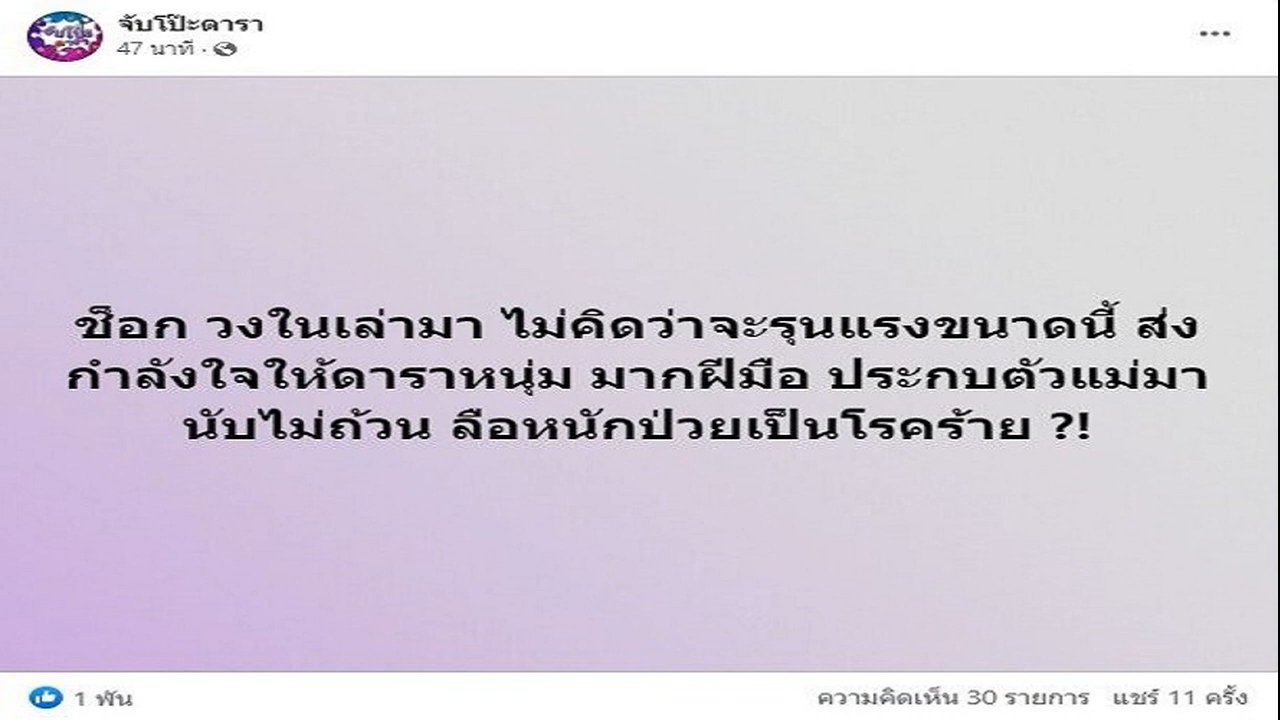 จับโป๊ะดารา
47 นาที ·
ช็อก วงในเล่ามา ไม่คิดว่าจะรุนแรงขนาดนี้ ส่ง
กำลังใจให้ดาราหนุ่ม มากฝีมือ ประกบตัวแม่มา
นับไม่ถ้วน ลือหนักป่วยเป็นโรคร้าย ?!
1 พัน
ความคิดเห็น 30 รายการ แชร์ 11 ครั้ง